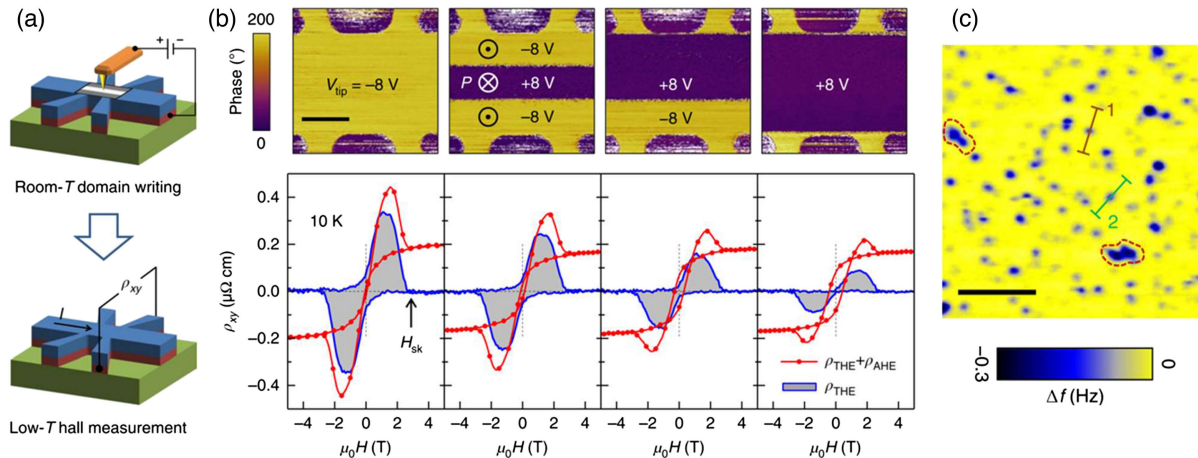 (a)
+ −
Room-T domain writing
ρxy
I
Low-T hall measurement
(b)
200
Phase (°)
0
Vtip = −8 V
−8 V
P +8 V
−8 V
+8 V
−8 V
+8 V
ρxy (μΩ cm)
0.4
0.2
0.0
−0.2
−0.4
10 K
Hsk
ρTHE+ρAHE
ρTHE
−4 −2 0 2 4
−4 −2 0 2 4
−4 −2 0 2 4
−4 −2 0 2 4
μ0H (T)
μ0H (T)
μ0H (T)
μ0H (T)
(c)
1
2
−0.3
0
Δf (Hz)